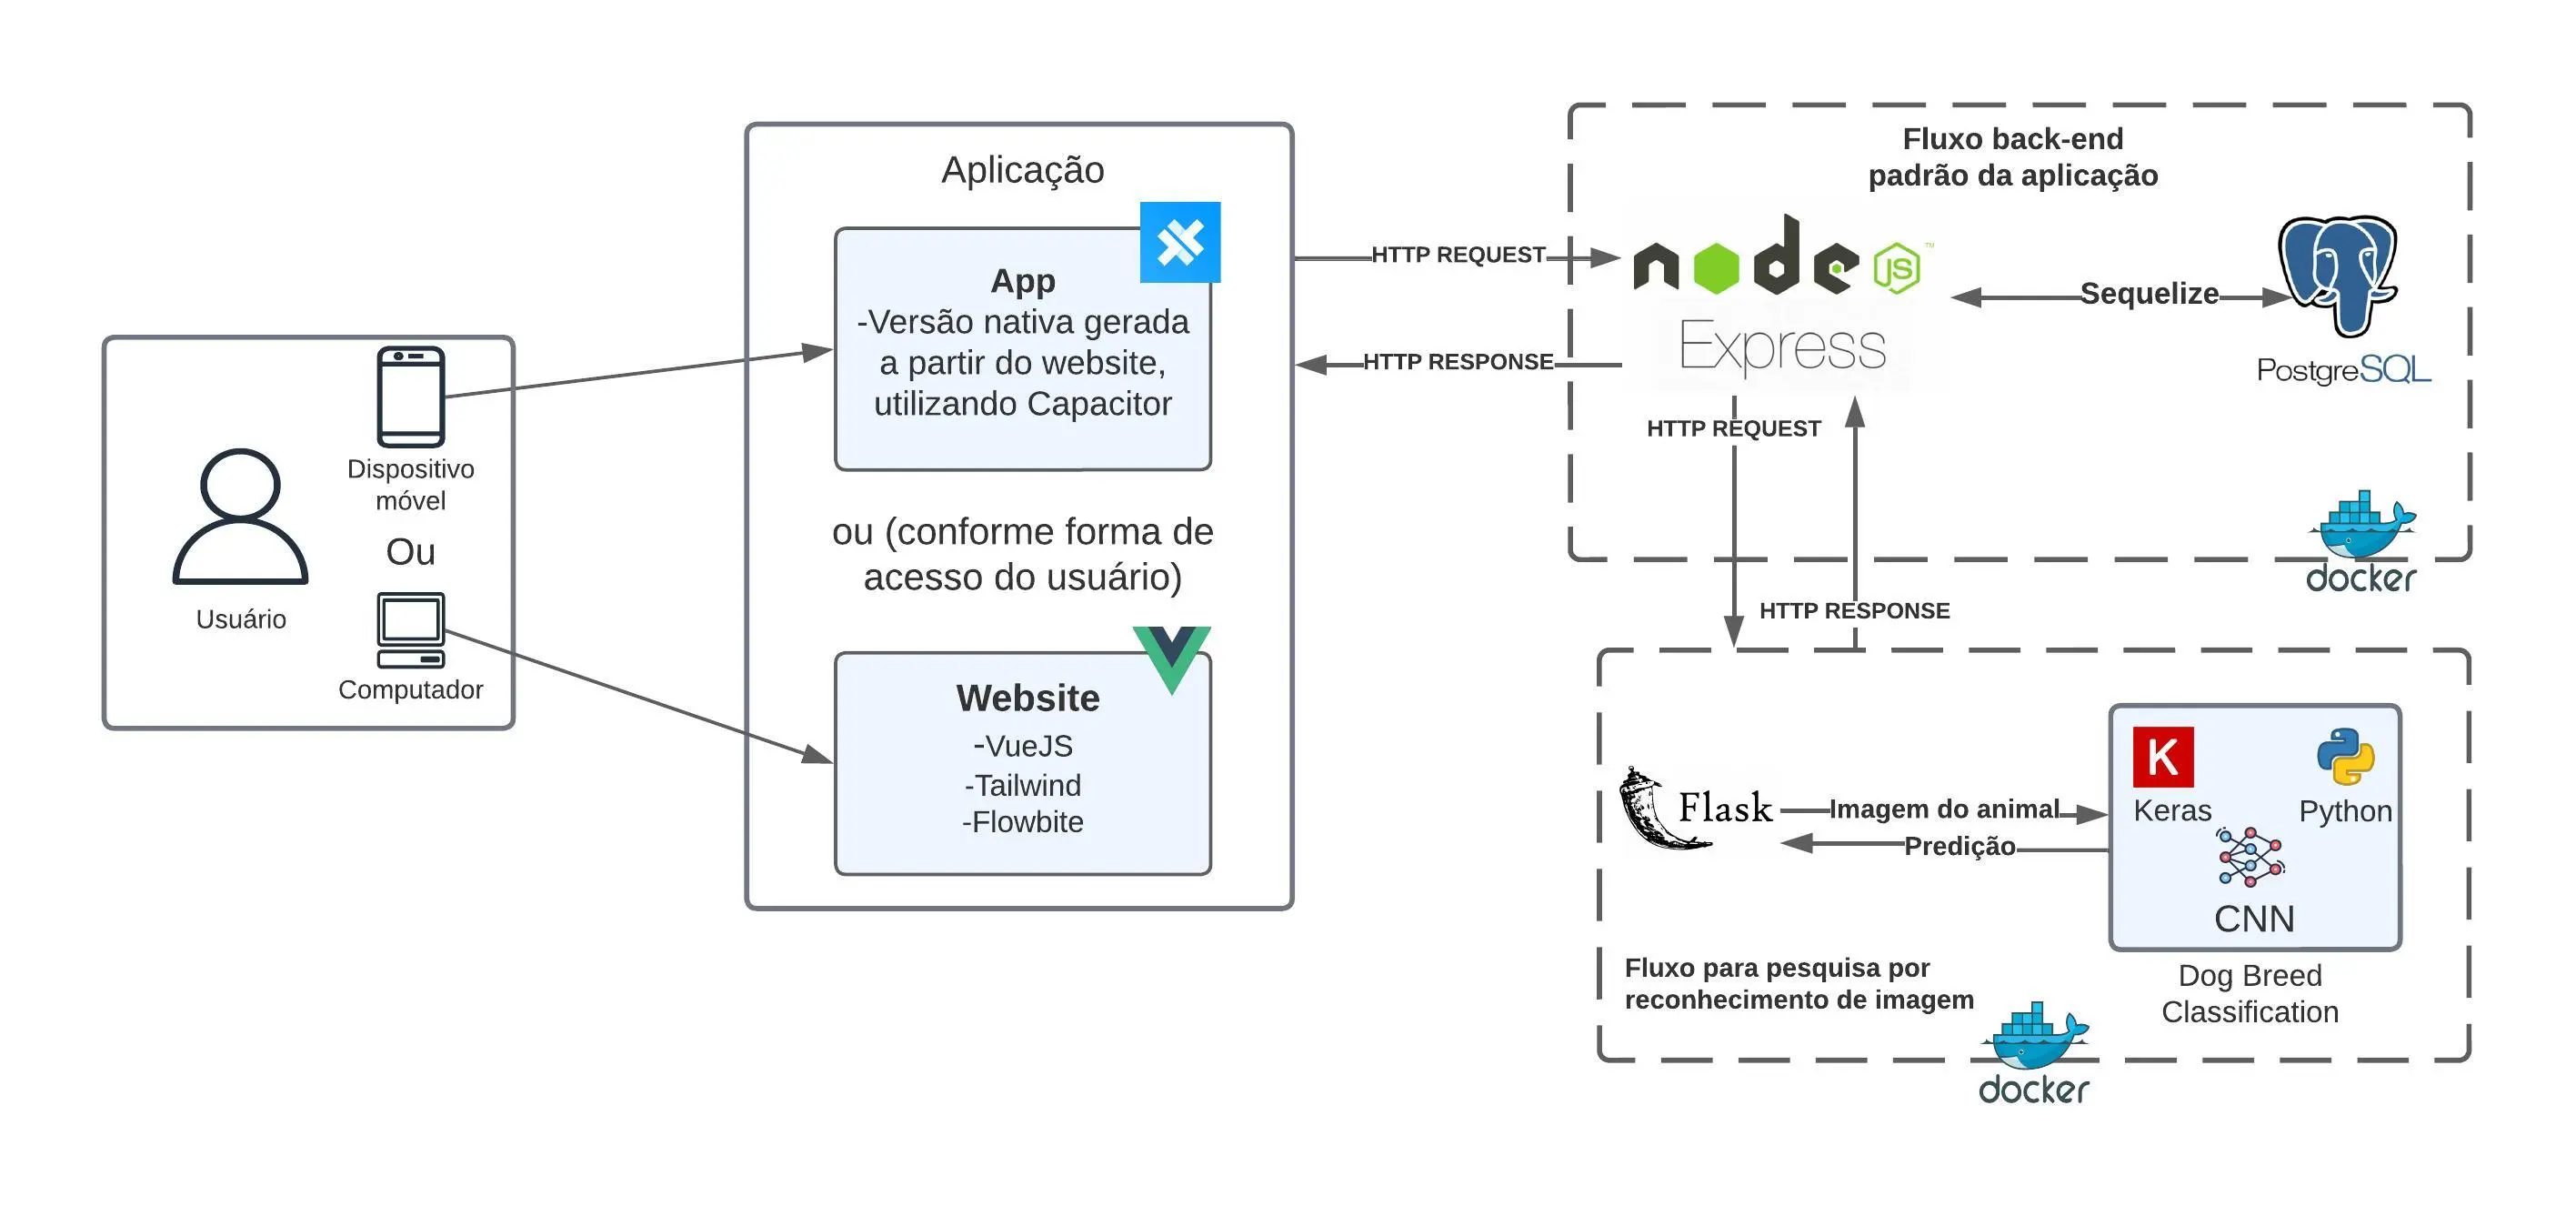 Dispositivo
móvel
Ou
Usuário
Computador
Aplicação
App
-Versão nativa gerada
a partir do website,
utilizando Capacitor
ou (conforme forma de
acesso do usuário)
Website
-VueJS
-Tailwind
-Flowbite
HTTP REQUEST
HTTP RESPONSE
Fluxo back-end
padrão da aplicação
node
JS
™
Express
Sequelize
PostgreSQL
HTTP REQUEST
HTTP RESPONSE
docker
Flask
Imagem do animal
Predição
K
Keras
Python
CNN
Dog Breed
Classification
Fluxo para pesquisa por
reconhecimento de imagem
docker